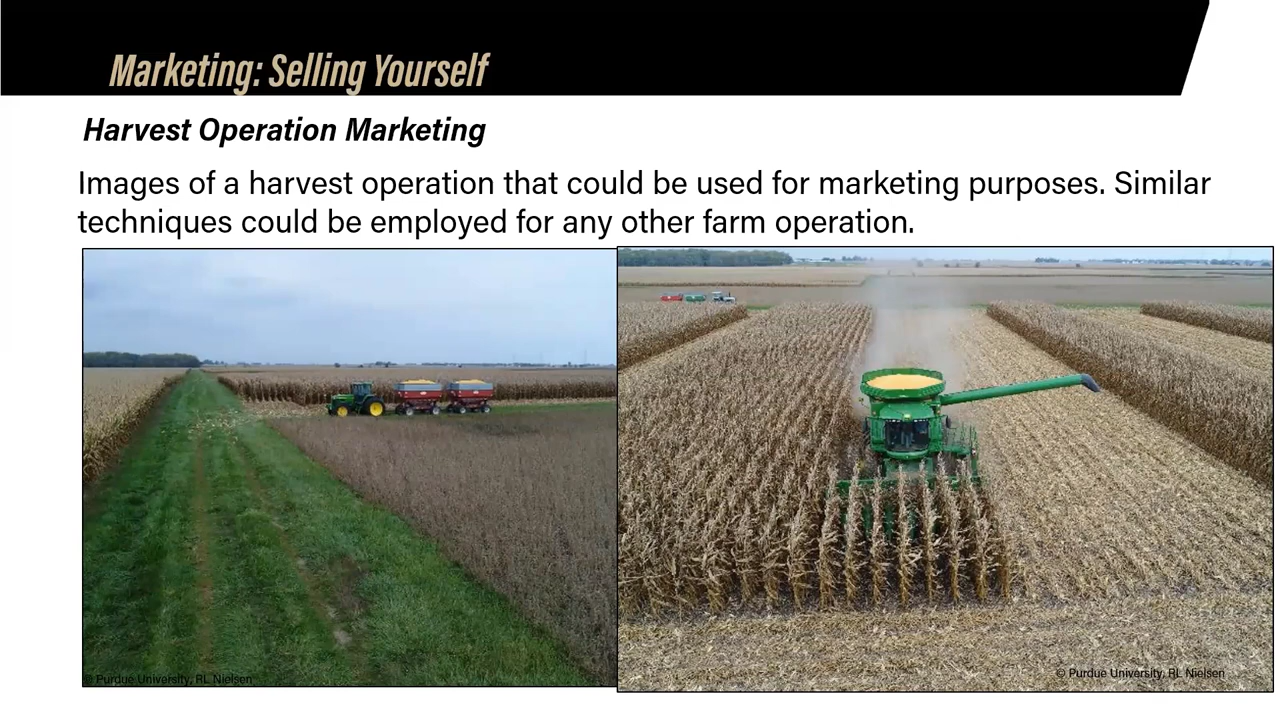 Marketing: Selling Yourself
Harvest Operation Marketing
Images of a harvest operation that could be used for marketing purposes. Similar
techniques could be employed for any other farm operation.
© Purdue University, RL Nielsen
© Purdue University, RL Nielsen